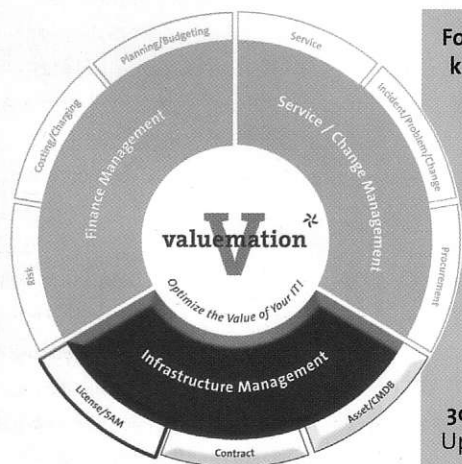 Planning/Budgeting
Service
Costing/Charging
Incident/Problem/Change
Finance Management
Service / Change Management
Risk
Procurement
V
valuemation
Optimize the Value of Your IT!
Infrastructure Management
License/SAM
Contract
Asset/CMDB
Fo
k
30
Up